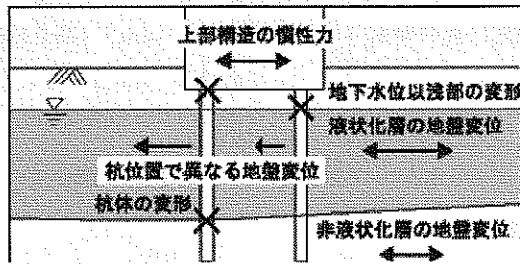 上部構造の慣性力
地下水位以浅部の変形
液状化層の地盤変位
杭位置で異なる地盤変位
杭体の変形
非液状化層の地盤変位